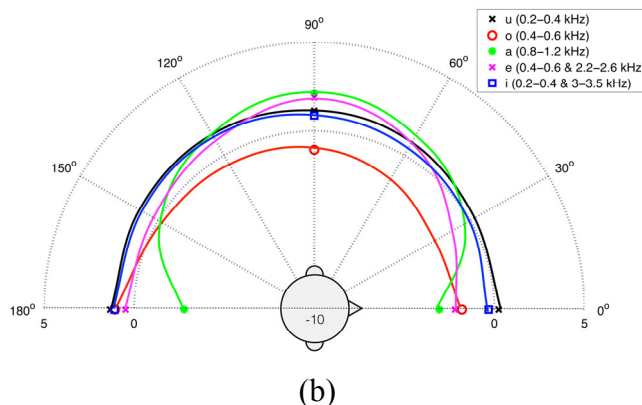 90°
120°
60°
150°
30°
180°
0°
5
0
-10
0
5
u (0.2–0.4 kHz)
o (0.4–0.6 kHz)
a (0.8–1.2 kHz)
e (0.4–0.6 & 2.2–2.6 kHz)
i (0.2–0.4 & 3–3.5 kHz)
(b)